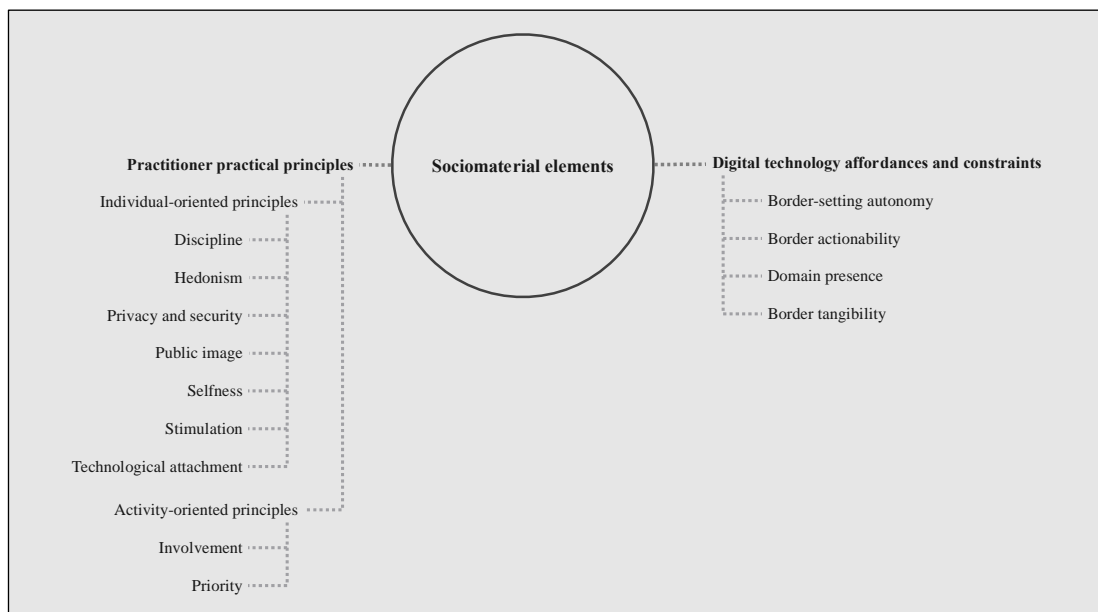 Sociomaterial elements
Practitioner practical principles
Individual-oriented principles
Discipline
Hedonism
Privacy and security
Public image
Selfness
Stimulation
Technological attachment
Activity-oriented principles
Involvement
Priority
Digital technology affordances and constraints
Border-setting autonomy
Border actionability
Domain presence
Border tangibility